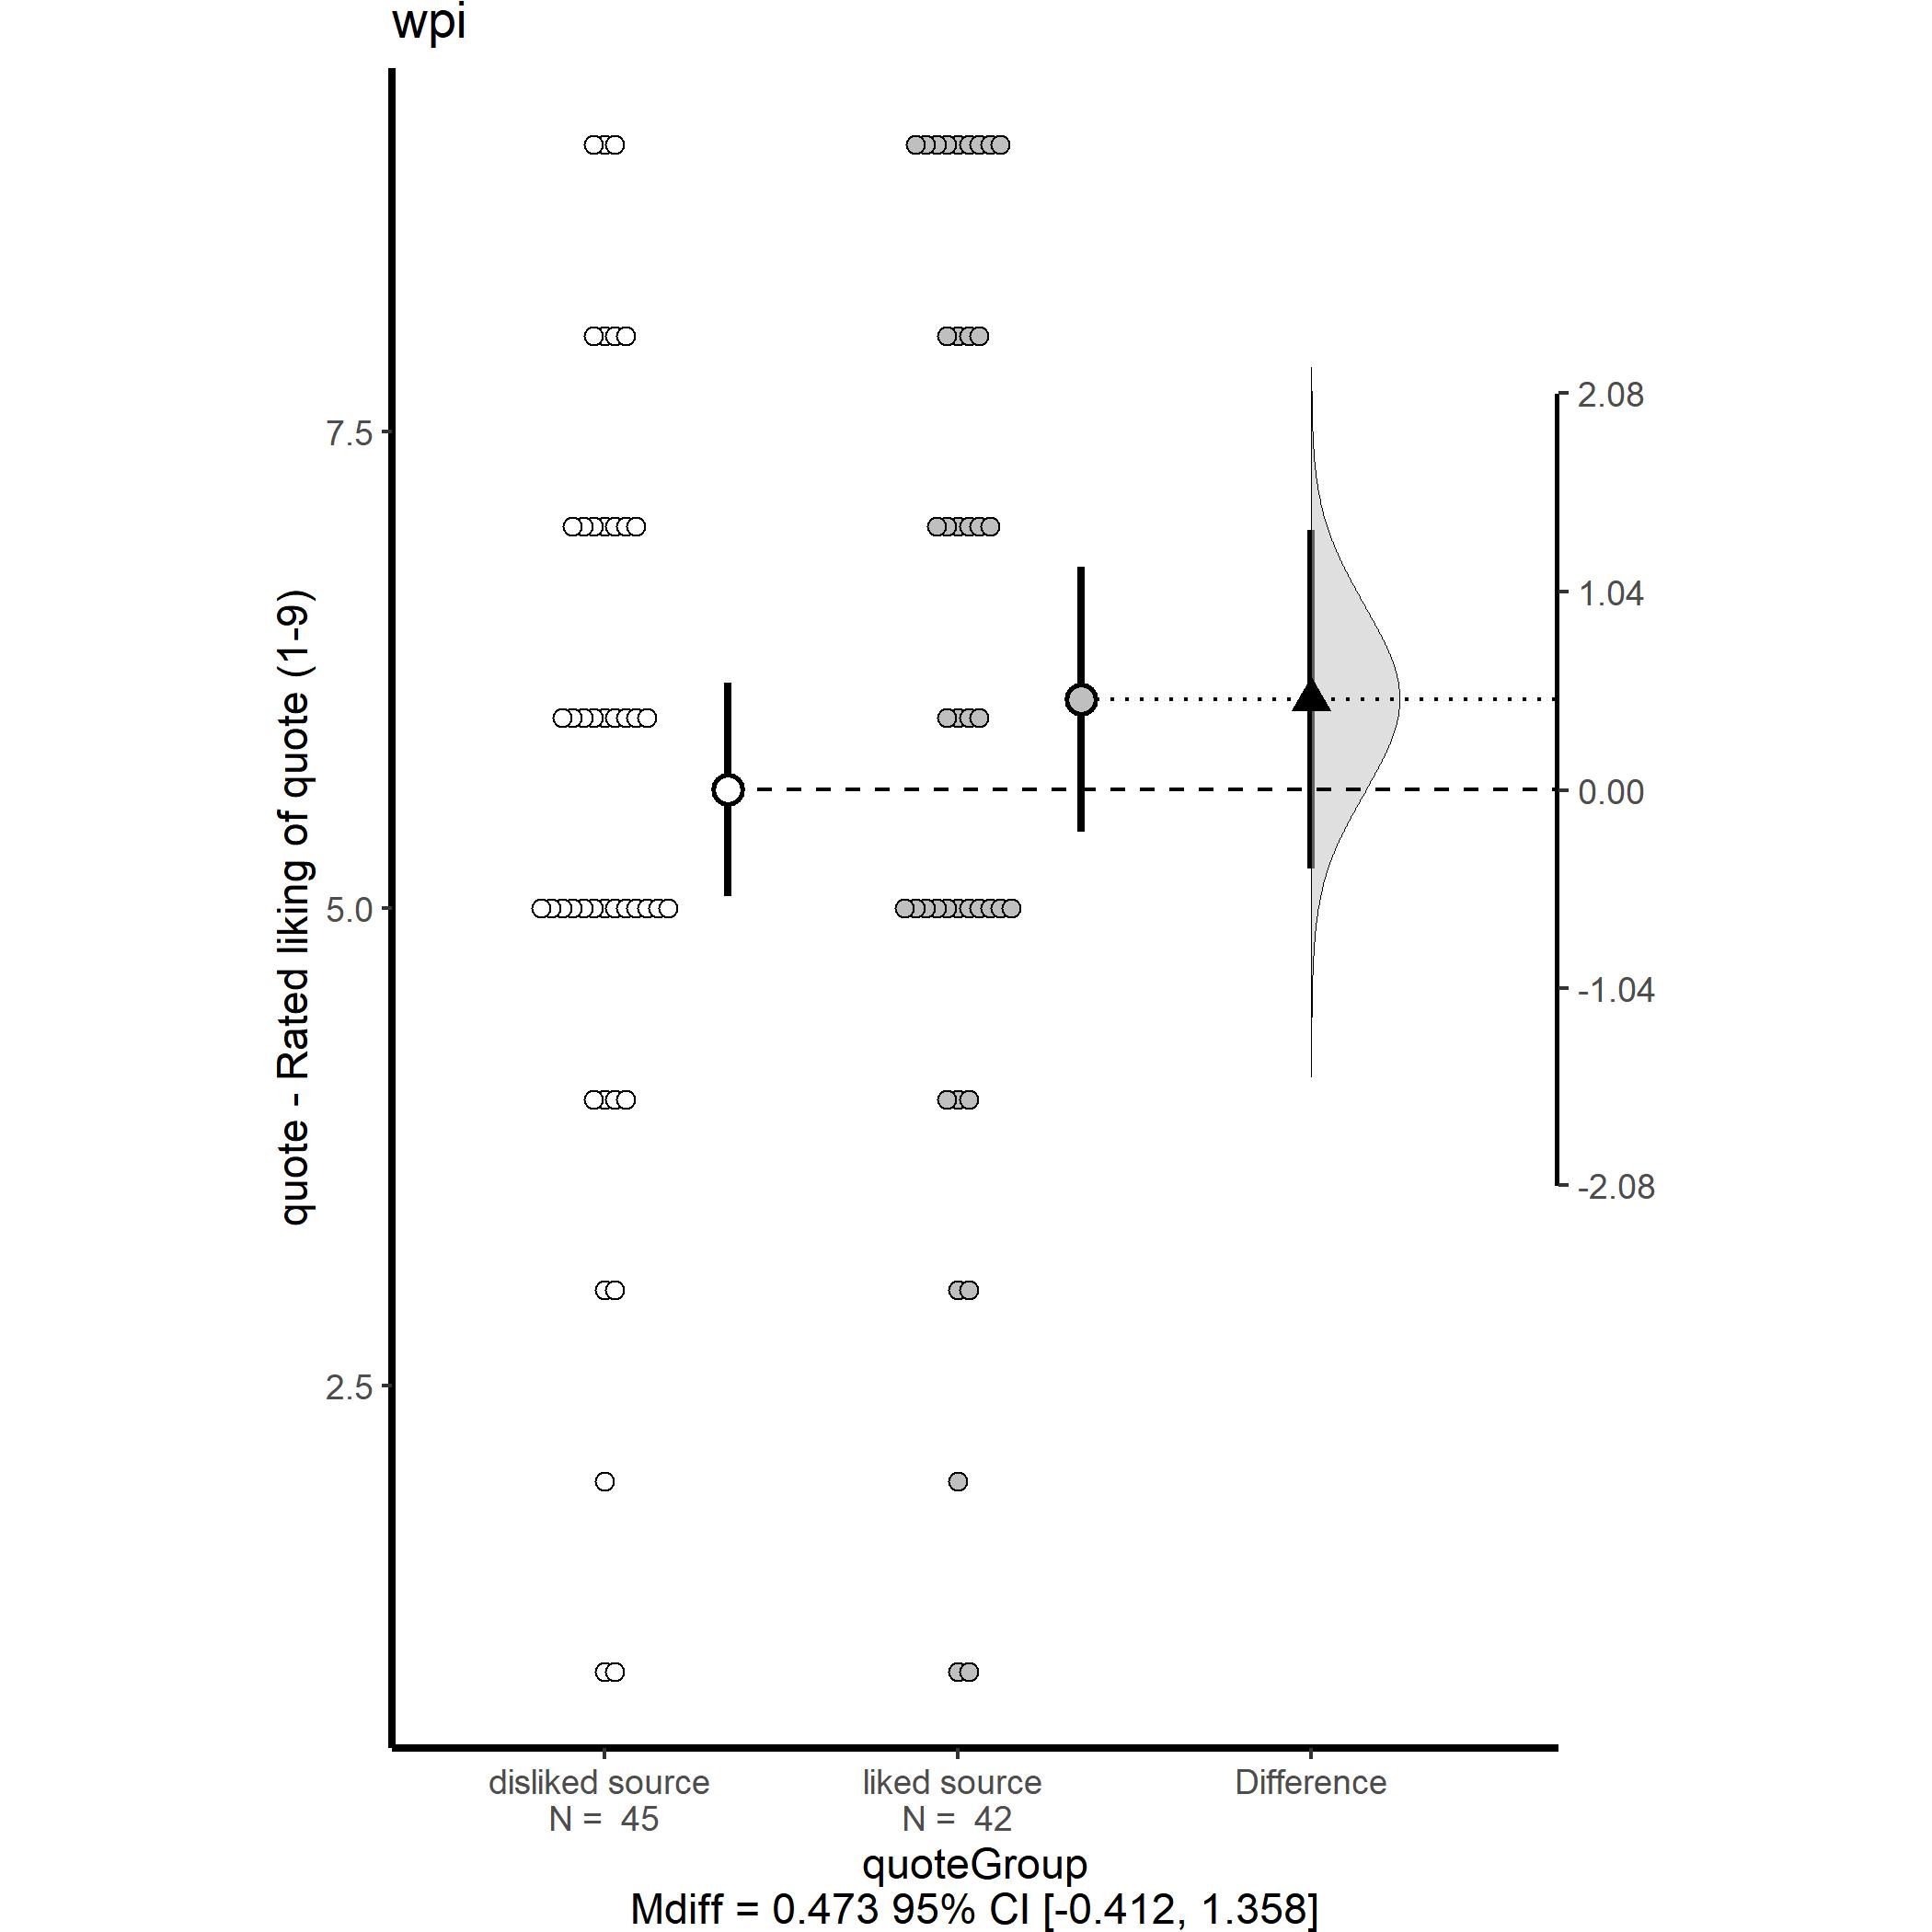 wpi
quote - Rated liking of quote (1-9)
7.5
5.0
2.5
2.08
1.04
0.00
-1.04
-2.08
disliked source
N =  45
liked source
N =  42
Difference
quoteGroup
Mdiff = 0.473 95% CI [-0.412, 1.358]